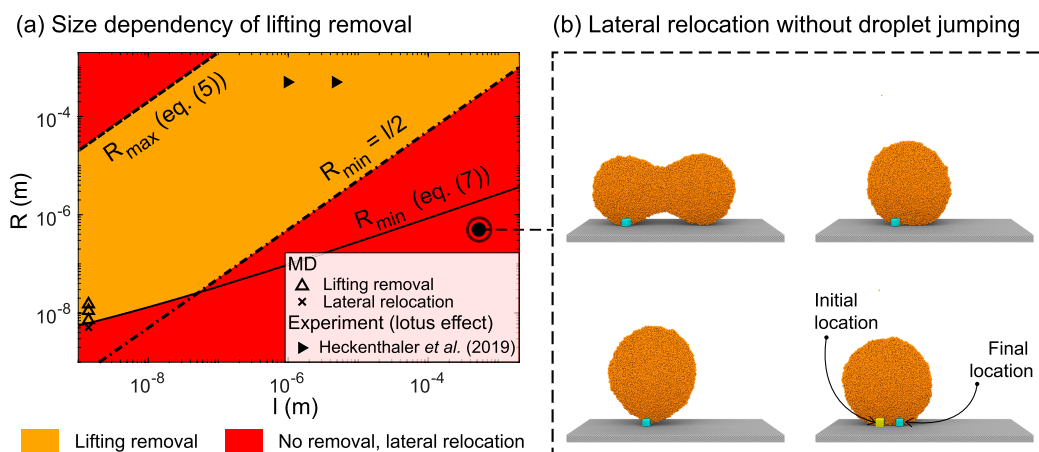 (a) Size dependency of lifting removal
R_max (eq. (5))
R_min = l/2
R_min (eq. (7))
10^-4
10^-6
10^-8
R (m)
MD
Lifting removal
Lateral relocation
Experiment (lotus effect)
Heckenthaler et al. (2019)
10^-8
10^-6
10^-4
l (m)
Lifting removal
No removal, lateral relocation
(b) Lateral relocation without droplet jumping
Initial
location
Final
location